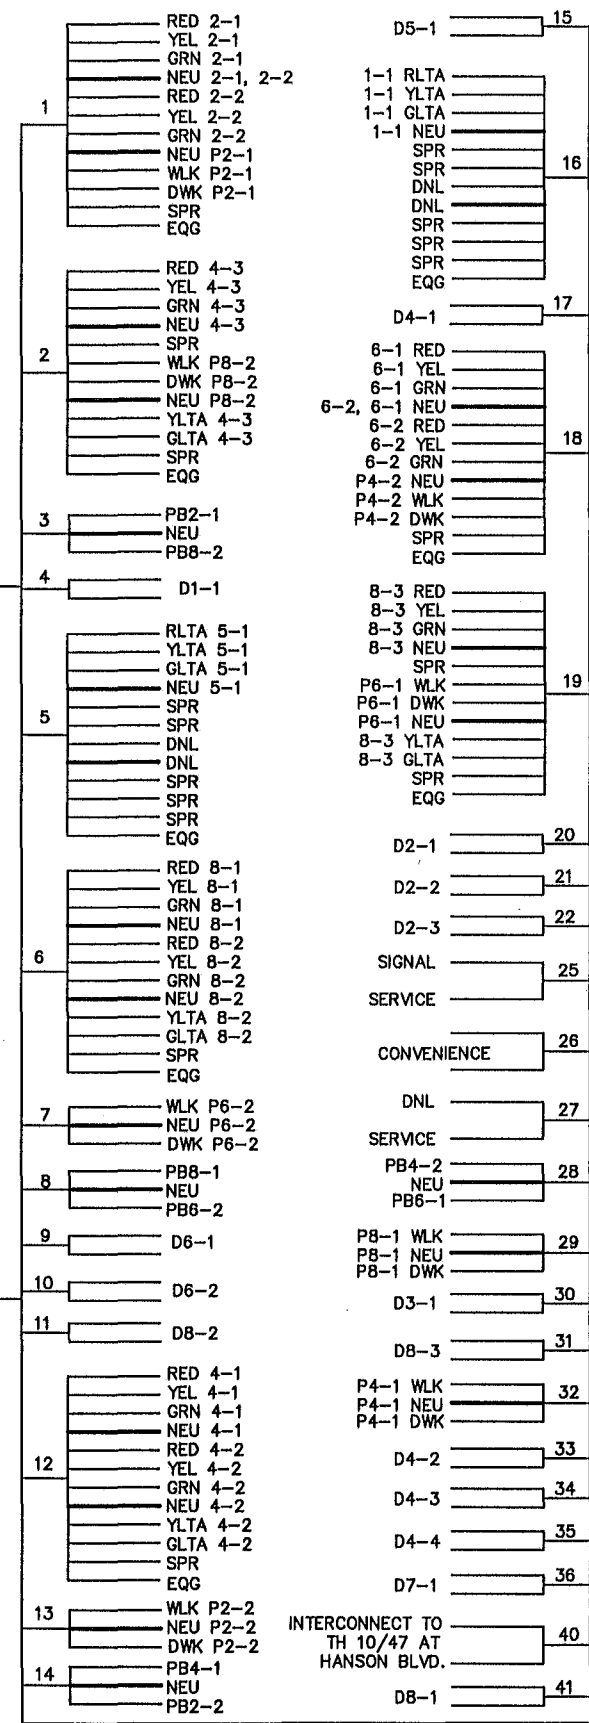 1
RED 2-1
YEL 2-1
GRN 2-1
NEU 2-1, 2-2
RED 2-2
YEL 2-2
GRN 2-2
NEU P2-1
WLK P2-1
DWK P2-1
SPR
EQG
2
RED 4-3
YEL 4-3
GRN 4-3
NEU 4-3
SPR
WLK P8-2
DWK P8-2
NEU P8-2
YLTA 4-3
GLTA 4-3
SPR
EQG
3
PB2-1
NEU
PB8-2
4
D1-1
5
RLTA 5-1
YLTA 5-1
GLTA 5-1
NEU 5-1
SPR
SPR
DNL
DNL
SPR
SPR
SPR
EQG
6
RED 8-1
YEL 8-1
GRN 8-1
NEU 8-1
RED 8-2
YEL 8-2
GRN 8-2
NEU 8-2
YLTA 8-2
GLTA 8-2
SPR
EQG
7
WLK P6-2
NEU P6-2
DWK P6-2
8
PB8-1
NEU
PB6-2
9
D6-1
10
D6-2
11
D8-2
12
RED 4-1
YEL 4-1
GRN 4-1
NEU 4-1
RED 4-2
YEL 4-2
GRN 4-2
NEU 4-2
YLTA 4-2
GLTA 4-2
SPR
EQG
13
WLK P2-2
NEU P2-2
DWK P2-2
14
PB4-1
NEU
PB2-2
D5-1
15
1-1 RLTA
1-1 YLTA
1-1 GLTA
1-1 NEU
SPR
SPR
DNL
DNL
SPR
SPR
SPR
EQG
16
D4-1
17
6-1 RED
6-1 YEL
6-1 GRN
6-2, 6-1 NEU
6-2 RED
6-2 YEL
6-2 GRN
P4-2 NEU
P4-2 WLK
P4-2 DWK
SPR
EQG
18
8-3 RED
8-3 YEL
8-3 GRN
8-3 NEU
SPR
P6-1 WLK
P6-1 DWK
P6-1 NEU
8-3 YLTA
8-3 GLTA
SPR
EQG
19
D2-1
20
D2-2
21
D2-3
22
SIGNAL
SERVICE
25
CONVENIENCE
26
DNL
SERVICE
27
PB4-2
NEU
PB6-1
28
P8-1 WLK
P8-1 NEU
P8-1 DWK
29
D3-1
30
D8-3
31
P4-1 WLK
P4-1 NEU
P4-1 DWK
32
D4-2
33
D4-3
34
D4-4
35
D7-1
36
INTERCONNECT TO
TH 10/47 AT
HANSON BLVD.
40
D8-1
41